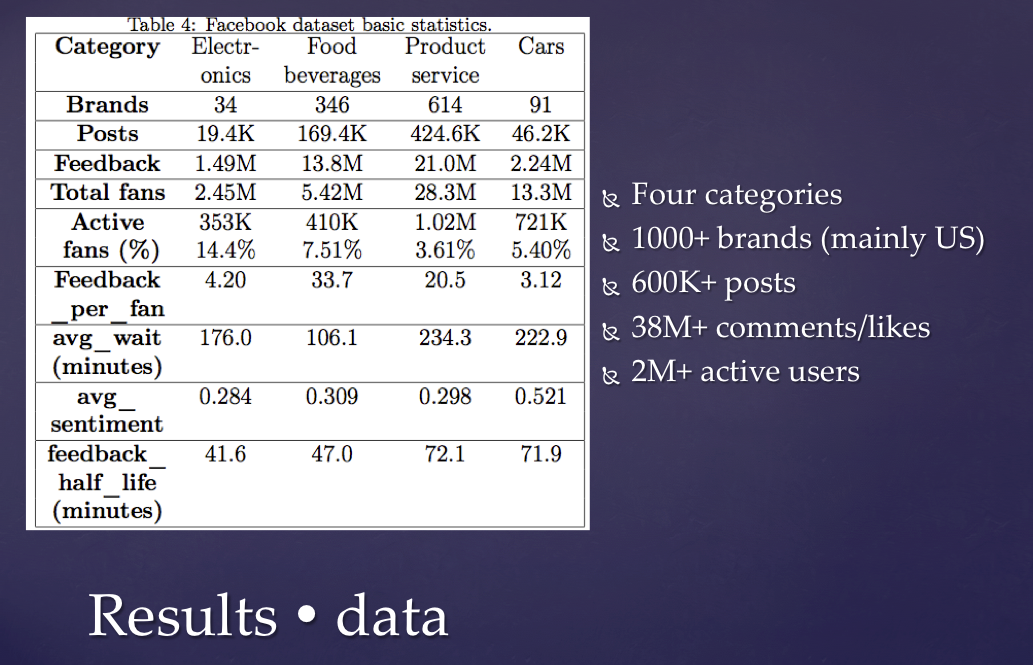 Table 4: Facebook dataset basic statistics.
Category Electr- Food Product Cars
onics beverages service
Brands 34 346 614 91
Posts 19.4K 169.4K 424.6K 46.2K
Feedback 1.49M 13.8M 21.0M 2.24M
Total fans 2.45M 5.42M 28.3M 13.3M
Active 353K 410K 1.02M 721K
fans (%) 14.4% 7.51% 3.61% 5.40%
Feedback 4.20 33.7 20.5 3.12
_per_fan
avg_wait 176.0 106.1 234.3 222.9
(minutes)
avg_ 0.284 0.309 0.298 0.521
sentiment
feedback_ 41.6 47.0 72.1 71.9
half_life
(minutes)
Four categories
1000+ brands (mainly US)
600K+ posts
38M+ comments/likes
2M+ active users
Results • data